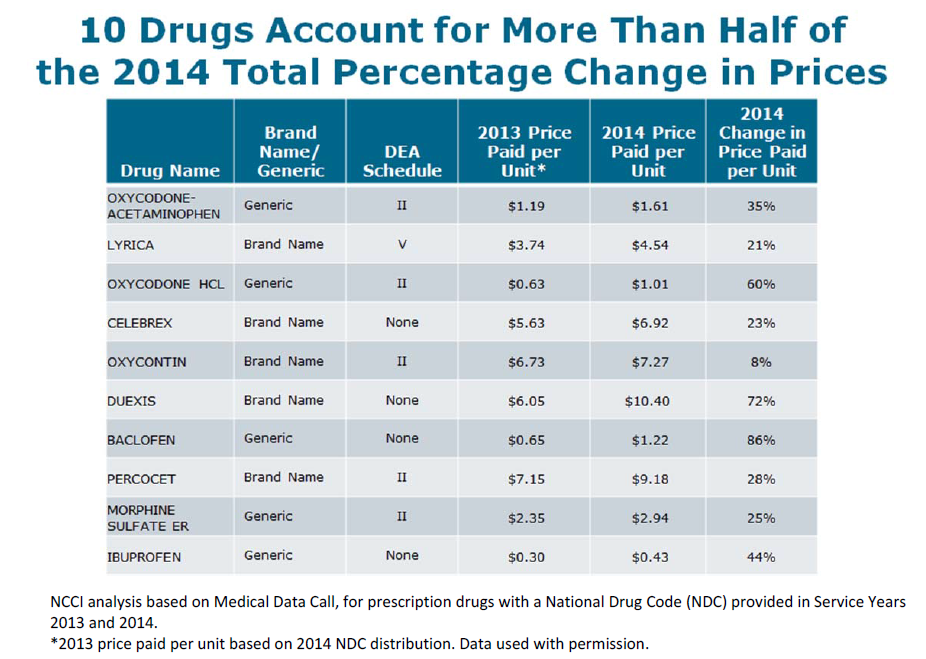 10 Drugs Account for More Than Half of
the 2014 Total Percentage Change in Prices
Drug Name Brand Name/ Generic DEA Schedule 2013 Price Paid per Unit* 2014 Price Paid per Unit 2014 Change in Price Paid per Unit
OXYCODONE-
ACETAMINOPHEN Generic II $1.19 $1.61 35%
LYRICA Brand Name V $3.74 $4.54 21%
OXYCODONE HCL Generic II $0.63 $1.01 60%
CELEBREX Brand Name None $5.63 $6.92 23%
OXYCONTIN Brand Name II $6.73 $7.27 8%
DUEXIS Brand Name None $6.05 $10.40 72%
BACLOFEN Generic None $0.65 $1.22 86%
PERCOCET Brand Name II $7.15 $9.18 28%
MORPHINE
SULFATE ER Generic II $2.35 $2.94 25%
IBUPROFEN Generic None $0.30 $0.43 44%
NCCI analysis based on Medical Data Call, for prescription drugs with a National Drug Code (NDC) provided in Service Years
2013 and 2014.
*2013 price paid per unit based on 2014 NDC distribution. Data used with permission.